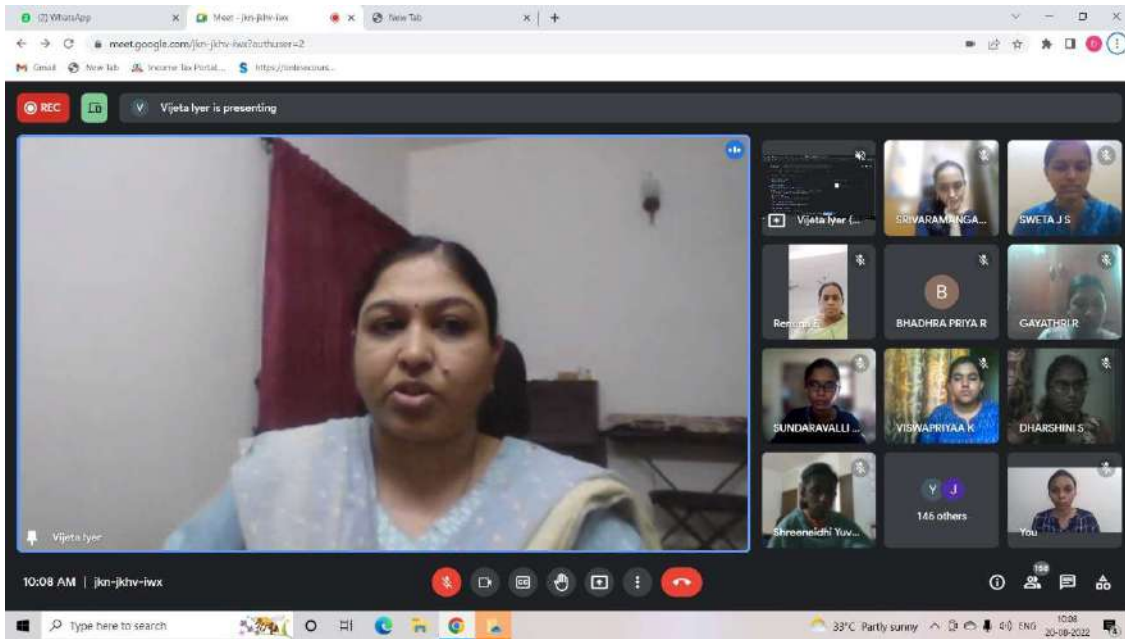 (2) WhatsApp
Meet - jkn-jkhv-iwx
New Tab
meet.google.com/jkn-jkhv-iwx?authuser=2
Gmail
New Tab
Income Tax Portal...
REC
Vijeta Iyer is presenting
V
Vijeta Iyer (...
SRIVARAMANGA...
SWETA J S
B
BHADHRA PRIYA R
GAYATHRI R
SUNDARAVALLI ...
VISWAPRIYAA K
DHARSHINI S
Shreeneidhi Yuv...
Y J
146 others
You
Vijeta Iyer
10:08 AM | jkn-jkhv-iwx
158
Type here to search
33°C Partly sunny
ENG
10:08
20-08-2022